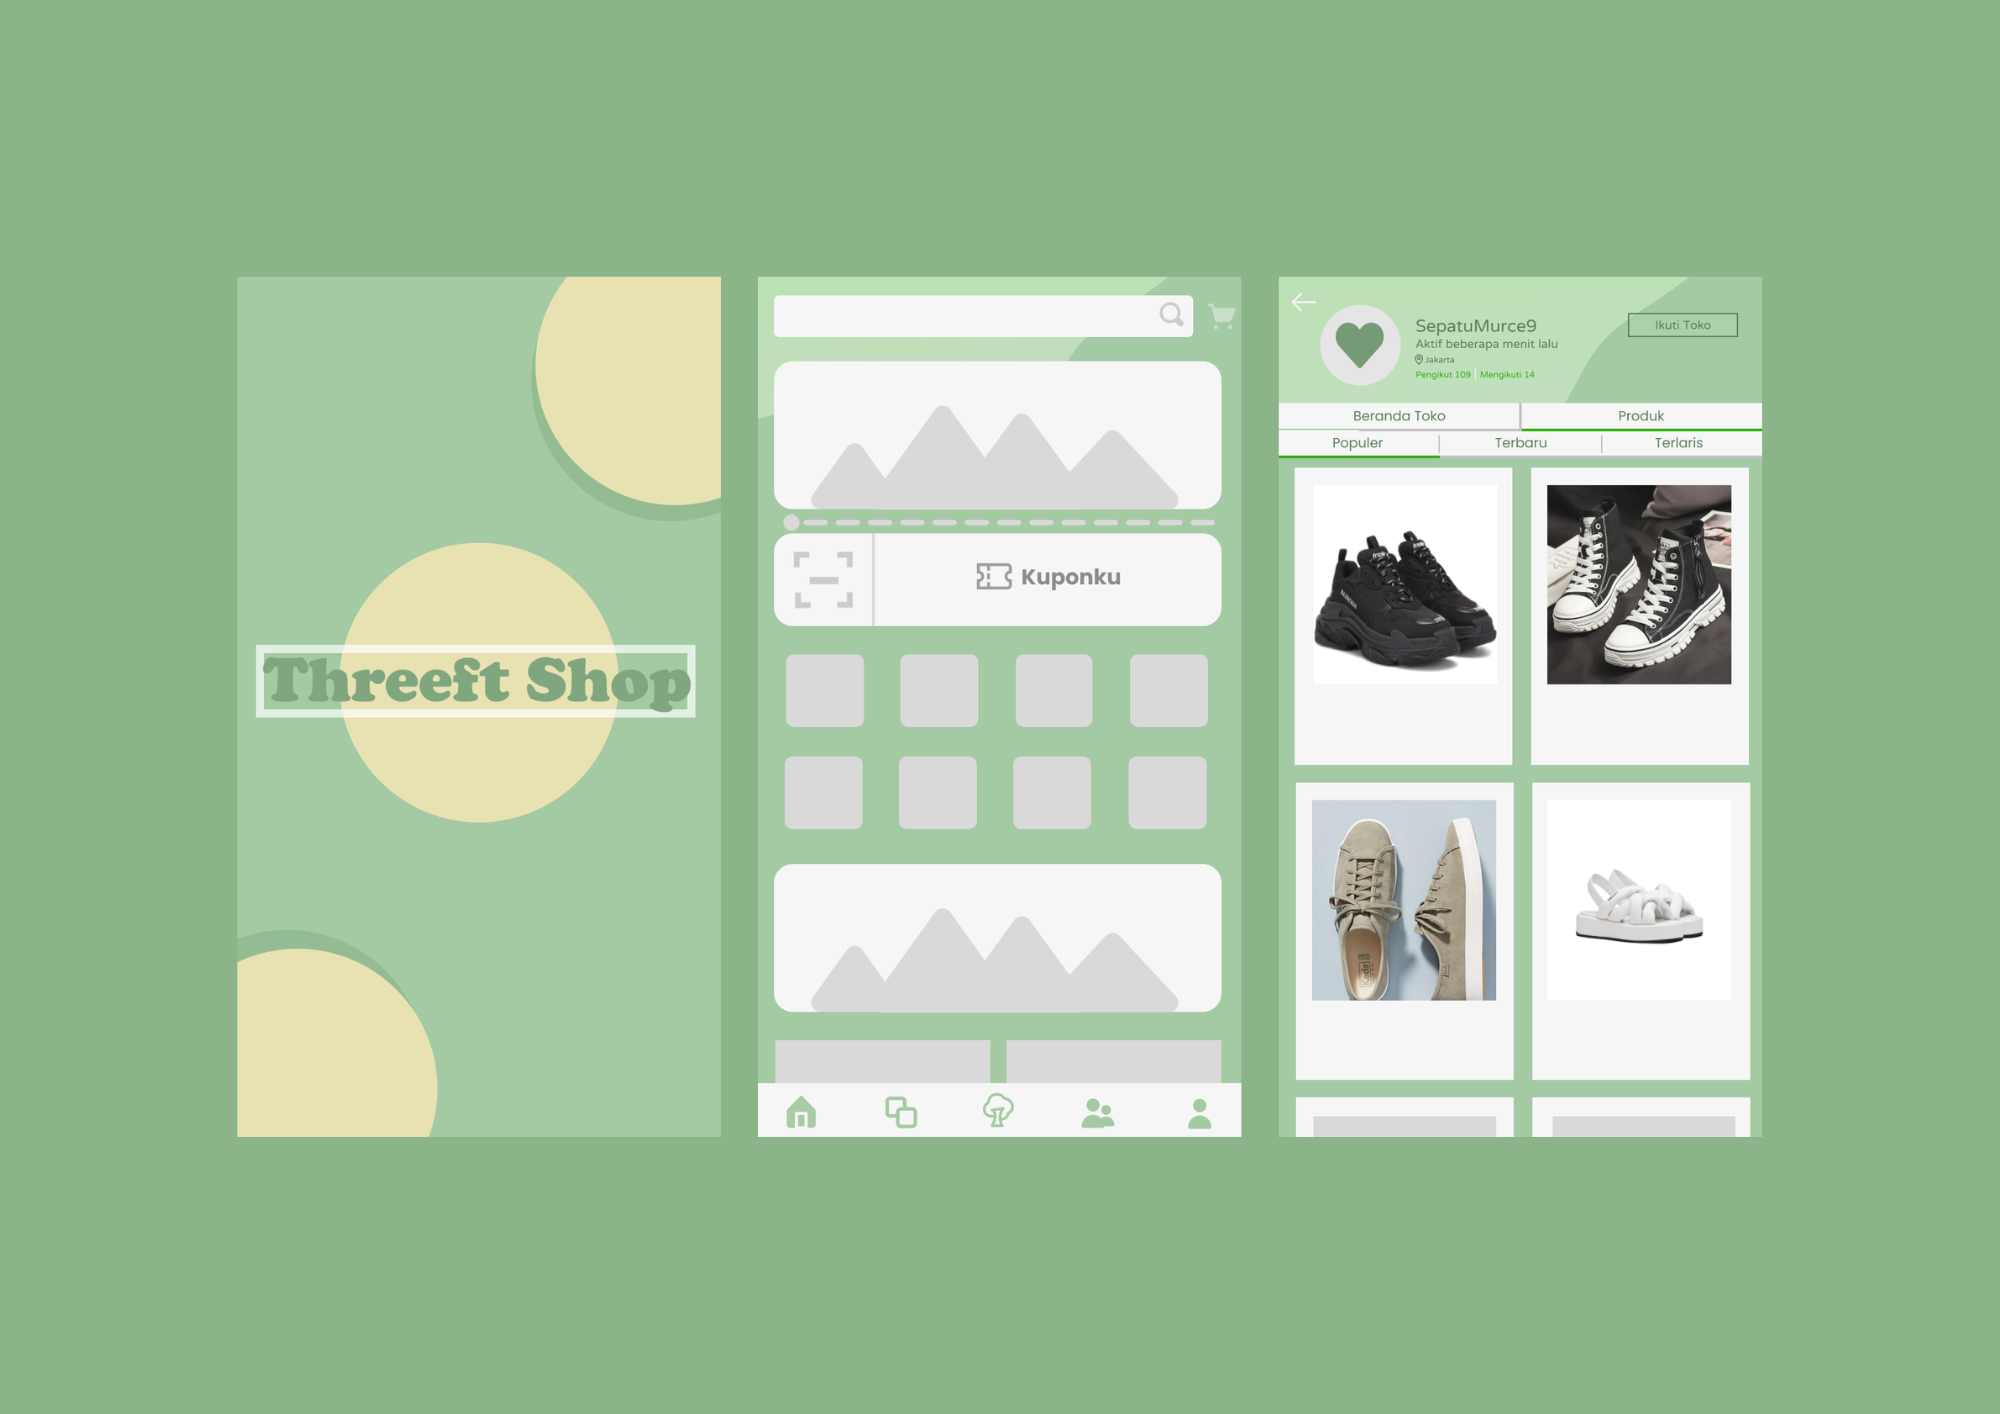 Threeft Shop
Kuponku
SepatuMurce9
Aktif beberapa menit lalu
Jakarta
Pengikut 109 Mengikuti 14
Ikuti Toko
Beranda Toko Produk
Populer Terbaru Terlaris